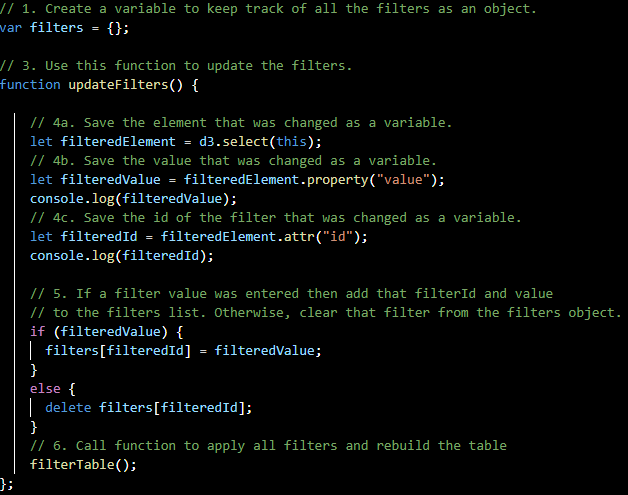 // 1. Create a variable to keep track of all the filters as an object.
var filters = {};
// 3. Use this function to update the filters.
function updateFilters() {
// 4a. Save the element that was changed as a variable.
let filteredElement = d3.select(this);
// 4b. Save the value that was changed as a variable.
let filteredValue = filteredElement.property("value");
console.log(filteredValue);
// 4c. Save the id of the filter that was changed as a variable.
let filteredId = filteredElement.attr("id");
console.log(filteredId);
// 5. If a filter value was entered then add that filterId and value
// to the filters list. Otherwise, clear that filter from the filters object.
if (filteredValue) {
filters[filteredId] = filteredValue;
}
else {
delete filters[filteredId];
}
// 6. Call function to apply all filters and rebuild the table
filterTable();
};